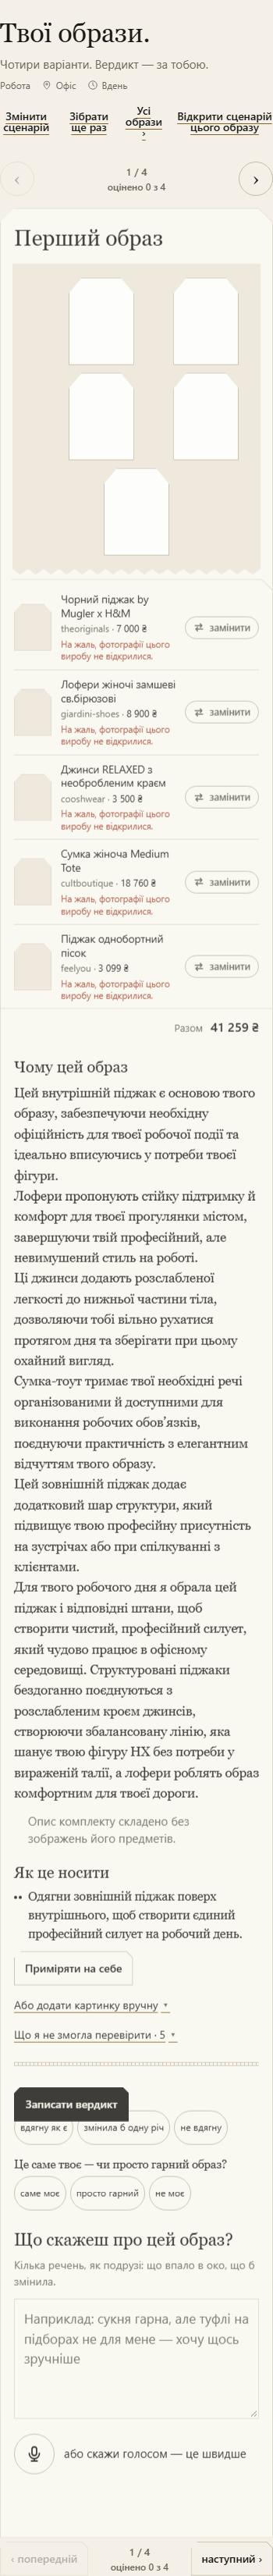 Твої образи.
Чотири варіанти. Вердикт — за тобою.
Робота Офіс Вдень
Змінити сценарій
Зібрати ще раз
Усі образи ›
Відкрити сценарій цього образу
‹
1 / 4
оцінено 0 з 4
›
Перший образ
Чорний піджак by
Mugler x H&M
theoriginals · 7 000 ₴
На жаль, фотографії цього
виробу не відкрилися.
замінити
Лофери жіночі замшеві
св.бірюзові
giardini-shoes · 8 900 ₴
На жаль, фотографії цього
виробу не відкрилися.
замінити
Джинси RELAXED з
необробленим краєм
cooshwear · 3 500 ₴
На жаль, фотографії цього
виробу не відкрилися.
замінити
Сумка жіноча Medium
Tote
cultboutique · 18 760 ₴
На жаль, фотографії цього
виробу не відкрилися.
замінити
Піджак однобортний
пісок
feelyou · 3 099 ₴
На жаль, фотографії цього
виробу не відкрилися.
замінити
Разом 41 259 ₴
Чому цей образ
Цей внутрішній піджак є основою твого
образу, забезпечуючи необхідну
офіційність для твоєї робочої події та
ідеально вписуючись у потреби твоєї
фігури.
Лофери пропонують стійку підтримку й
комфорт для твоєї прогулянки містом,
завершуючи твій професійний, але
невимушений стиль на роботі.
Ці джинси додають розслабленої
легкості до нижньої частини тіла,
дозволяючи тобі вільно рухатися
протягом дня та зберігати при цьому
охайний вигляд.
Сумка-тоут тримає твої необхідні речі
організованими й доступними для
виконання робочих обов’язків,
поєднуючи практичність з елегантним
відчуттям твого образу.
Цей зовнішній піджак додає
додатковий шар структури, який
підвищує твою професійну присутність
на зустрічах або при спілкуванні з
клієнтами.
Для твого робочого дня я обрала цей
піджак і відповідні штани, щоб
створити чистий, професійний силует,
який чудово працює в офісному
середовищі. Структуровані піджаки
бездоганно поєднуються з
розслабленим кроєм джинсів,
створюючи збалансовану лінію, яка
шанує твою фігуру HX без потреби у
вираженій талії, а лофери роблять образ
комфортним для твоєї дороги.
Опис комплекту складено без
зображень його предметів.
Як це носити
Одягни зовнішній піджак поверх
внутрішнього, щоб створити єдиний
професійний силует на робочий день.
Приміряти на себе
Або додати картинку вручну
Що я не змогла перевірити · 5
Записати вердикт
вдягну як є
змінила б одну річ
не вдягну
Це саме твоє — чи просто гарний образ?
саме моє
просто гарний
не моє
Що скажеш про цей образ?
Кілька речень, як подрузі: що впало в око, що б
змінила.
Наприклад: сукня гарна, але туфлі на
підборах не для мене — хочу щось
зручніше
або скажи голосом — це швидше
‹ попередній
1 / 4
оцінено 0 з 4
наступний ›